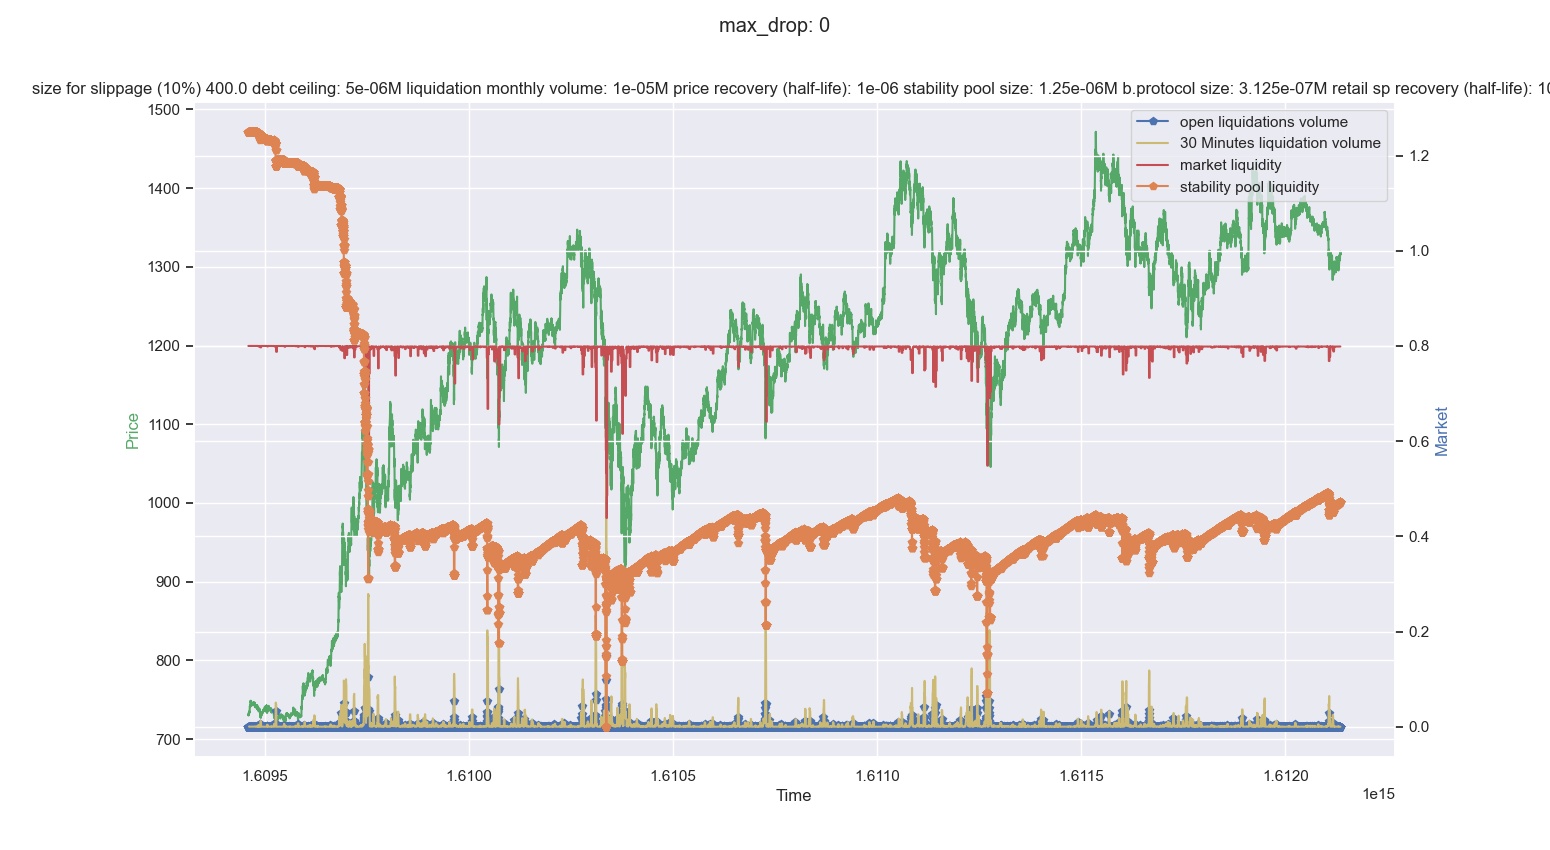 max_drop: 0
size for slippage (10%) 400.0 debt ceiling: 5e-06M liquidation monthly volume: 1e-05M price recovery (half-life): 1e-06 stability pool size: 1.25e-06M b.protocol size: 3.125e-07M retail sp recovery (half-life):
1500
1400
1300
1200
1100
1000
900
800
700
Price
open liquidations volume
30 Minutes liquidation volume
market liquidity
stability pool liquidity
1.2
1.0
0.8
0.6
0.4
0.2
0.0
Market
1.6095
1.6100
1.6105
1.6110
1.6115
1.6120
1e15
Time